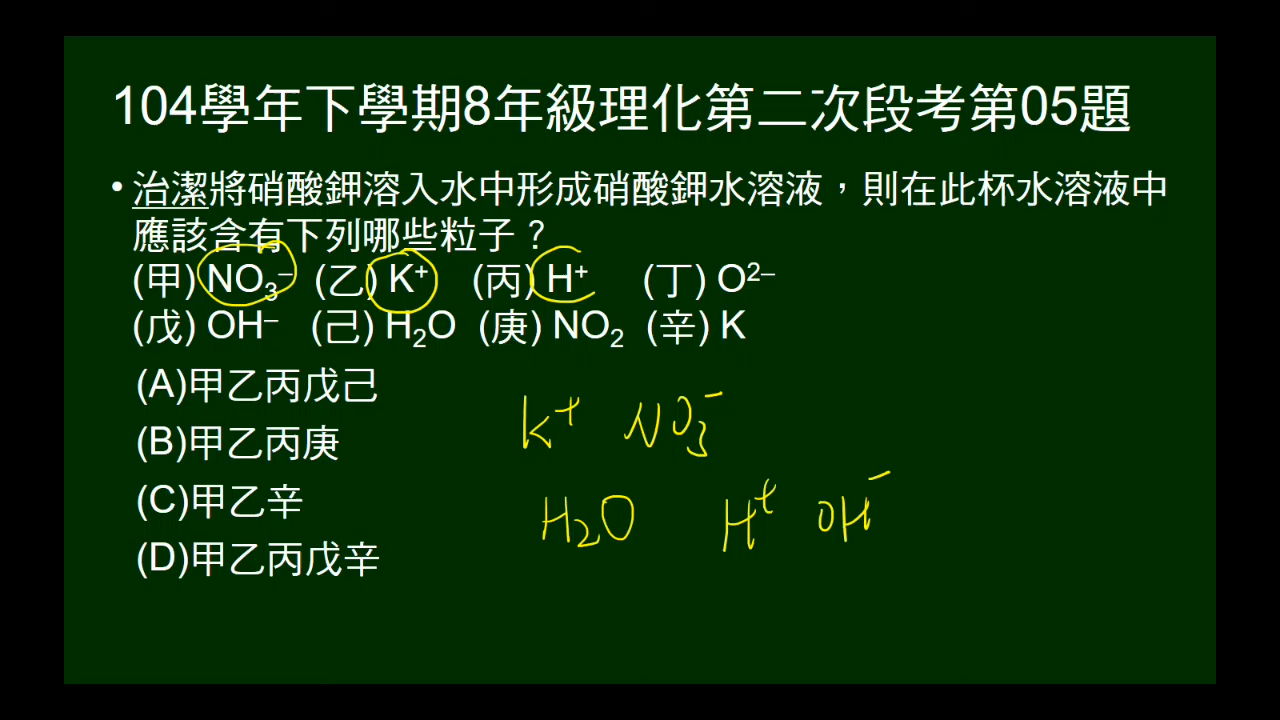 104學年下學期8年級理化第二次段考第05題
• 治潔將硝酸鉀溶入水中形成硝酸鉀水溶液，則在此杯水溶液中
應該含有下列哪些粒子？
(甲) NO₃⁻ (乙) K⁺ (丙) H⁺ (丁) O²⁻
(戊) OH⁻ (己) H₂O (庚) NO₂ (辛) K
(A)甲乙丙戊己
(B)甲乙丙庚
(C)甲乙辛
(D)甲乙丙戊辛
K⁺ NO₃⁻
H₂O H⁺ OH⁻